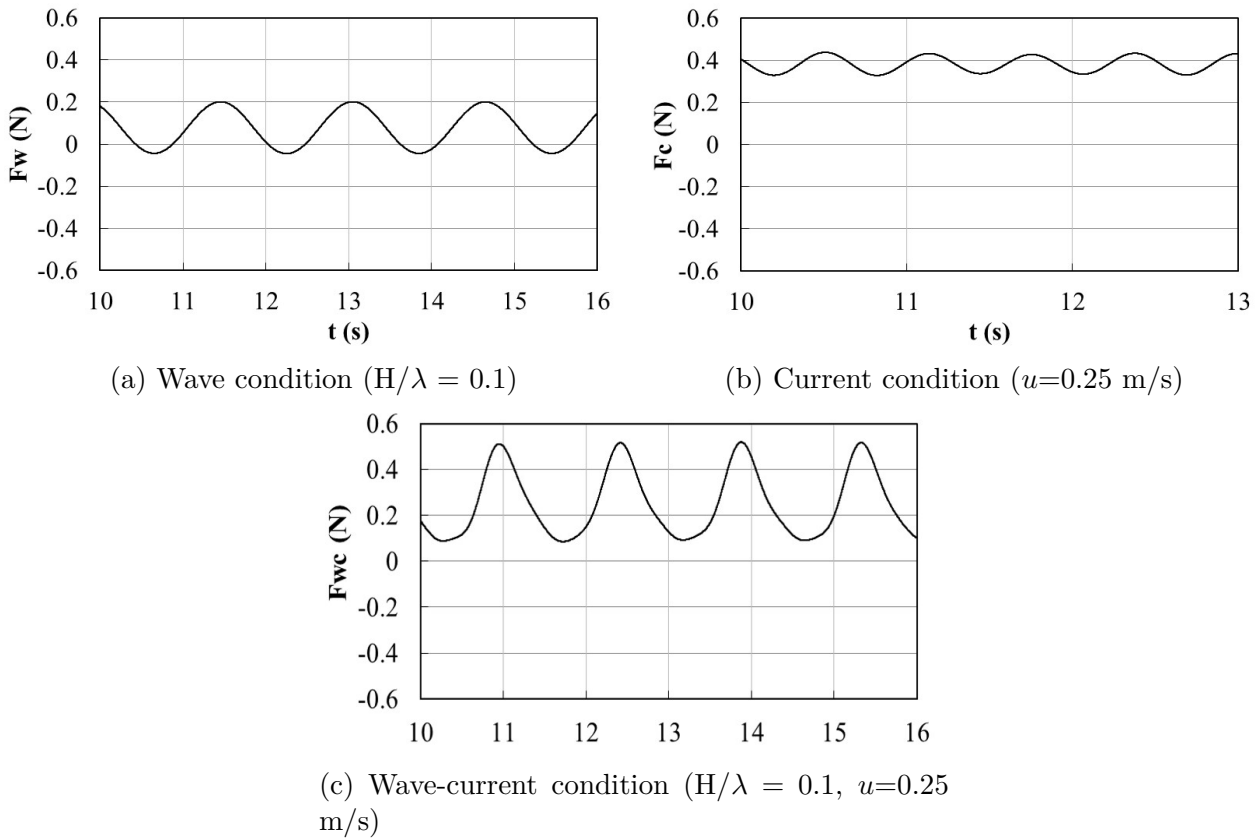 0.6
0.4
0.2
0
-0.2
-0.4
-0.6
Fw (N)
10 11 12 13 14 15 16
t (s)
(a) Wave condition (H/λ = 0.1)
0.6
0.4
0.2
0
-0.2
-0.4
-0.6
Fc (N)
10 11 12 13
t (s)
(b) Current condition (u=0.25 m/s)
0.6
0.4
0.2
0
-0.2
-0.4
-0.6
Fwc (N)
10 11 12 13 14 15 16
(c) Wave-current condition (H/λ = 0.1, u=0.25
m/s)